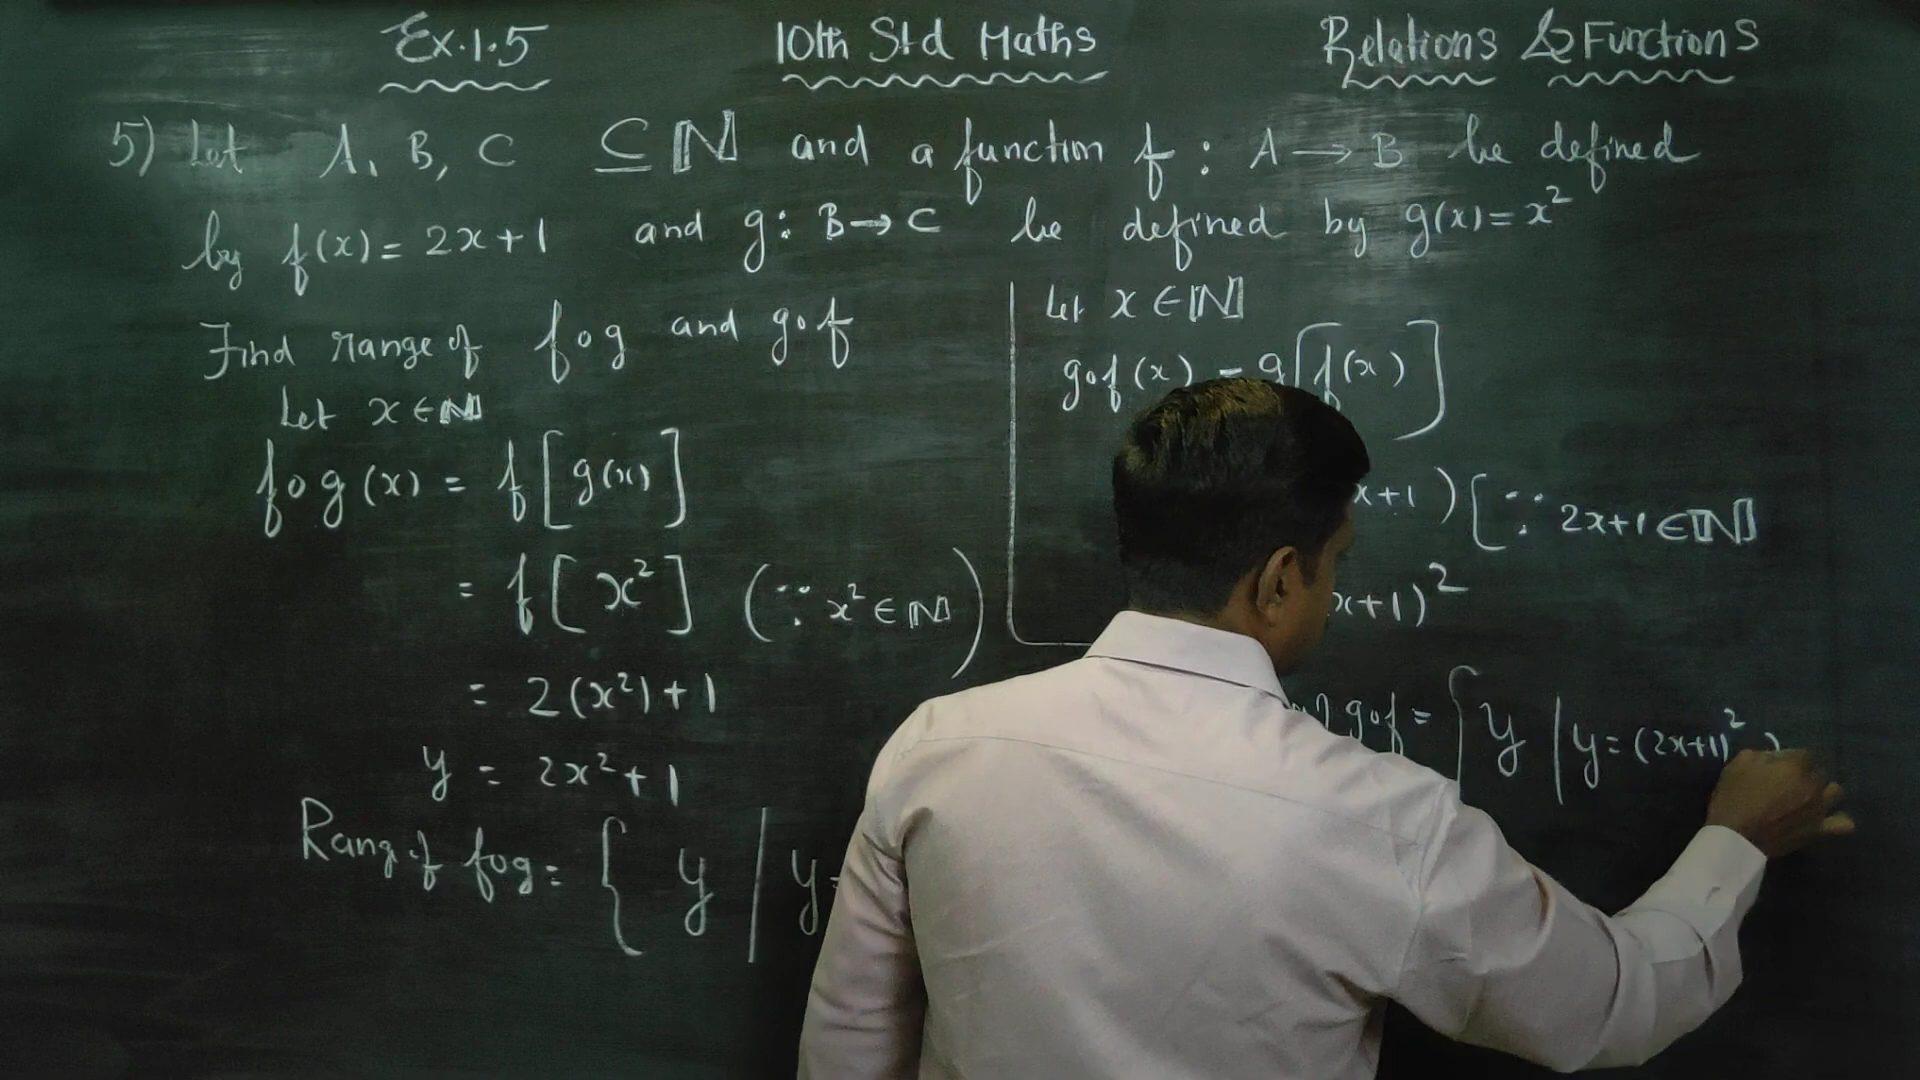 Ex.1.5
10th Std Maths
Relations & Functions
5) Let A, B, C ⊆ ℕ and a function f : A → B be defined
by f(x) = 2x+1 and g : B → C be defined by g(x) = x²
Find range of fog and gof
Let x ∈ ℕ
fog (x) = f [ g(x) ]
= f [ x² ] (∵ x² ∈ ℕ)
= 2(x²) + 1
y = 2x² + 1
Rang of fog = { y / y =
Let x ∈ ℕ
gof (x) = g[f(x)]
x+1 ) [∵ 2x+1 ∈ ℕ]
x+1)²
gof = { y / y = (2x+1)²